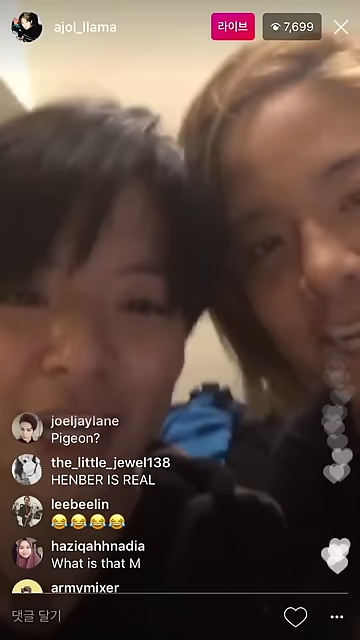 ajol_llama
라이브
7,699
joeljaylane
Pigeon?
the_little_jewel138
HENBER IS REAL
leebeelin
😂😂😂😂
haziqahhnadia
What is that M
armymixer
댓글 달기